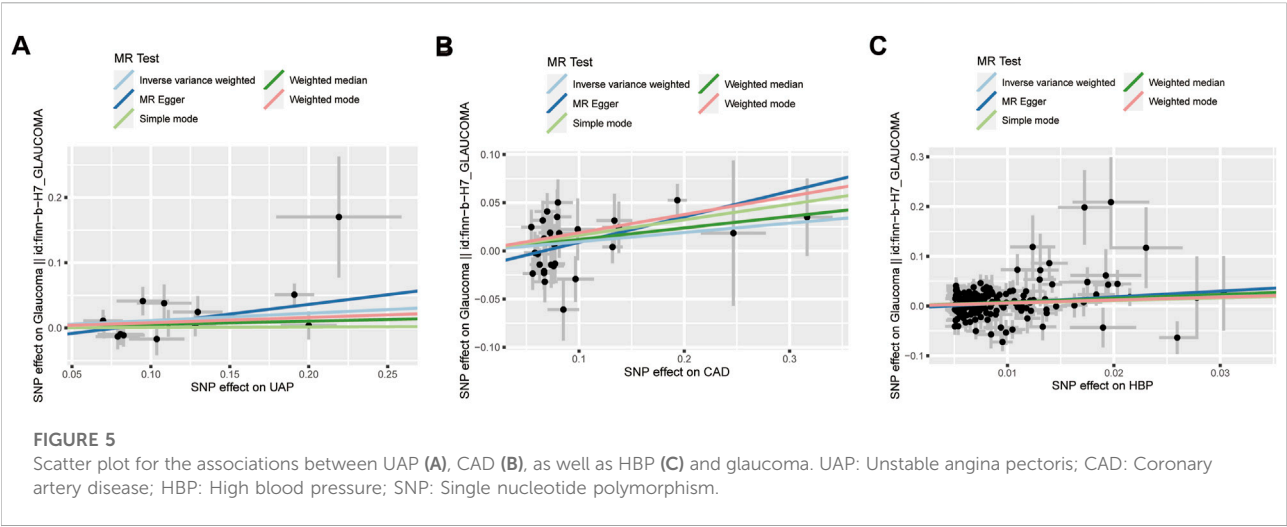 A
MR Test
Inverse variance weighted
Weighted median
MR Egger
Weighted mode
Simple mode
SNP effect on Glaucoma || id:finn−b−H7_GLAUCOMA
0.2
0.1
0.0
0.05
0.10
0.15
0.20
0.25
SNP effect on UAP
B
MR Test
Inverse variance weighted
Weighted median
MR Egger
Weighted mode
Simple mode
SNP effect on Glaucoma || id:finn−b−H7_GLAUCOMA
0.10
0.05
0.00
−0.05
−0.10
0.1
0.2
0.3
SNP effect on CAD
C
MR Test
Inverse variance weighted
Weighted median
MR Egger
Weighted mode
Simple mode
SNP effect on Glaucoma || id:finn−b−H7_GLAUCOMA
0.3
0.2
0.1
0.0
−0.1
0.01
0.02
0.03
SNP effect on HBP
FIGURE 5
Scatter plot for the associations between UAP (A), CAD (B), as well as HBP (C) and glaucoma. UAP: Unstable angina pectoris; CAD: Coronary
artery disease; HBP: High blood pressure; SNP: Single nucleotide polymorphism.